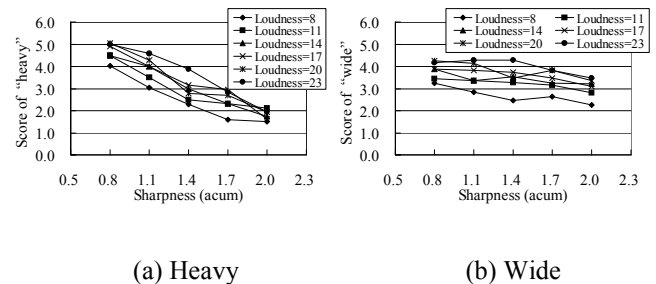 6.0
5.0
4.0
3.0
2.0
1.0
0.0
Score of "heavy"
0.5 0.8 1.1 1.4 1.7 2.0 2.3
Sharpness (acum)
Loudness=8
Loudness=11
Loudness=14
Loudness=17
Loudness=20
Loudness=23
(a) Heavy
6.0
5.0
4.0
3.0
2.0
1.0
0.0
Score of "wide"
0.5 0.8 1.1 1.4 1.7 2.0 2.3
Sharpness (acum)
Loudness=8 Loudness=11
Loudness=14 Loudness=17
Loudness=20 Loudness=23
(b) Wide